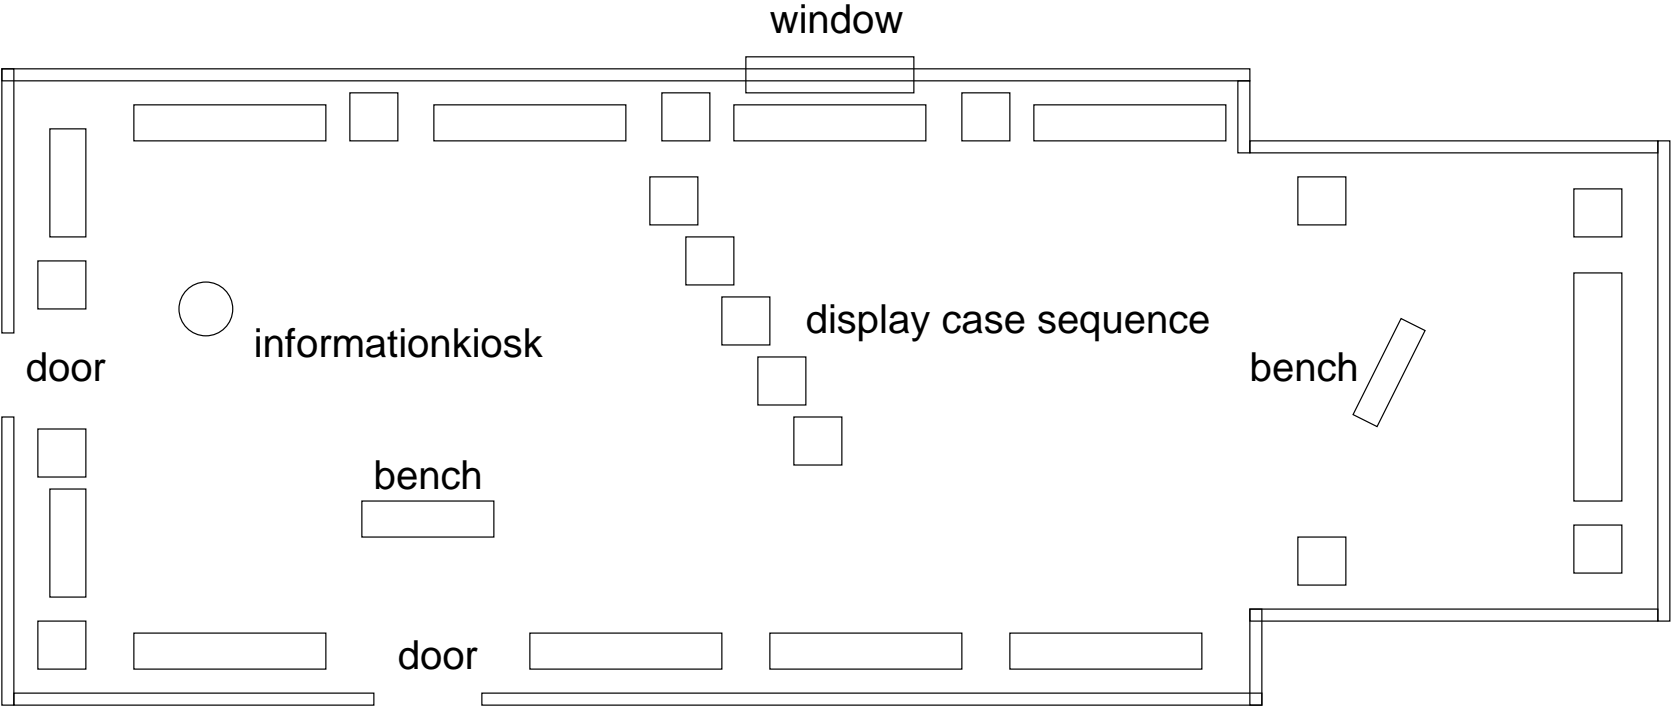 window
display case sequence
informationkiosk
door
bench
bench
door